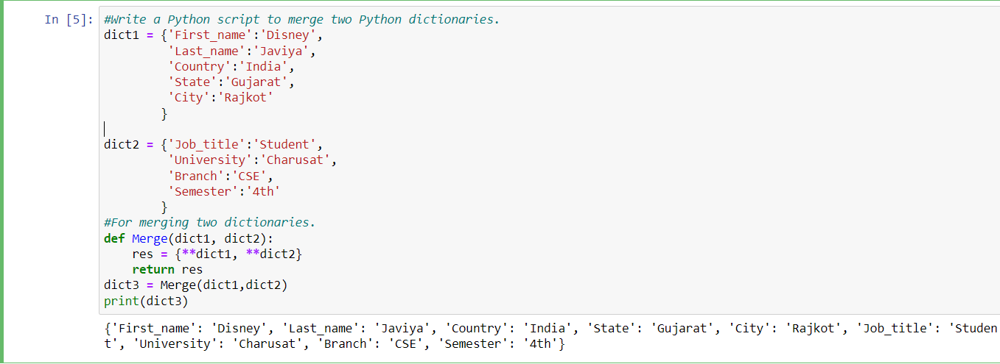 In [5]: #Write a Python script to merge two Python dictionaries.
dict1 = {'First_name':'Disney',
         'Last_name':'Javiya',
         'Country':'India',
         'State':'Gujarat',
         'City':'Rajkot'
        }

dict2 = {'Job_title':'Student',
         'University':'Charusat',
         'Branch':'CSE',
         'Semester':'4th'
        }
#For merging two dictionaries.
def Merge(dict1, dict2):
    res = {**dict1, **dict2}
    return res
dict3 = Merge(dict1,dict2)
print(dict3)
{'First_name': 'Disney', 'Last_name': 'Javiya', 'Country': 'India', 'State': 'Gujarat', 'City': 'Rajkot', 'Job_title': 'Studen
t', 'University': 'Charusat', 'Branch': 'CSE', 'Semester': '4th'}